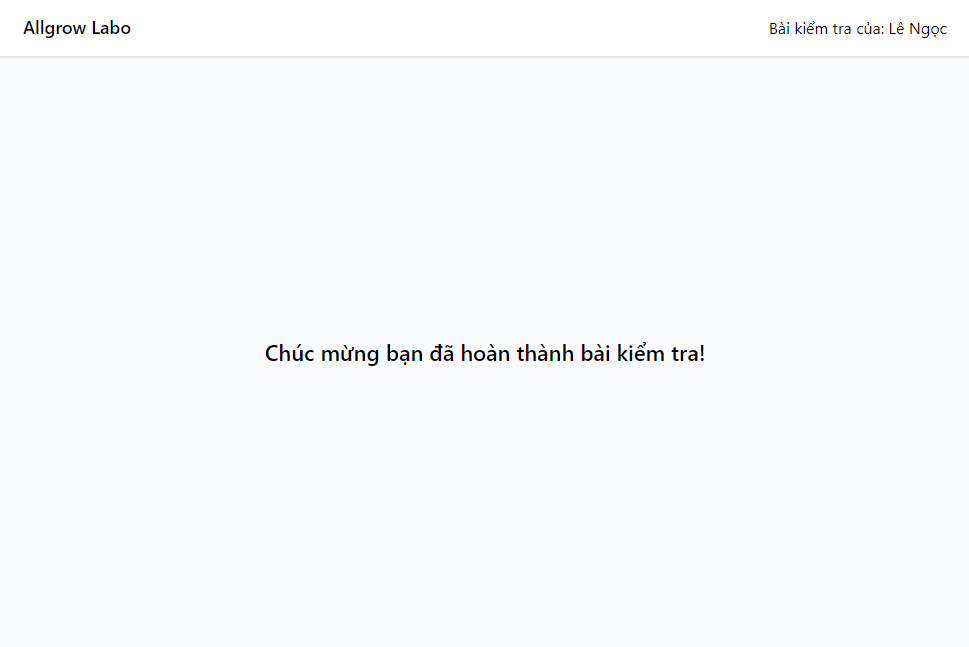 Allgrow Labo
Bài kiểm tra của: Lê Ngọc
Chúc mừng bạn đã hoàn thành bài kiểm tra!